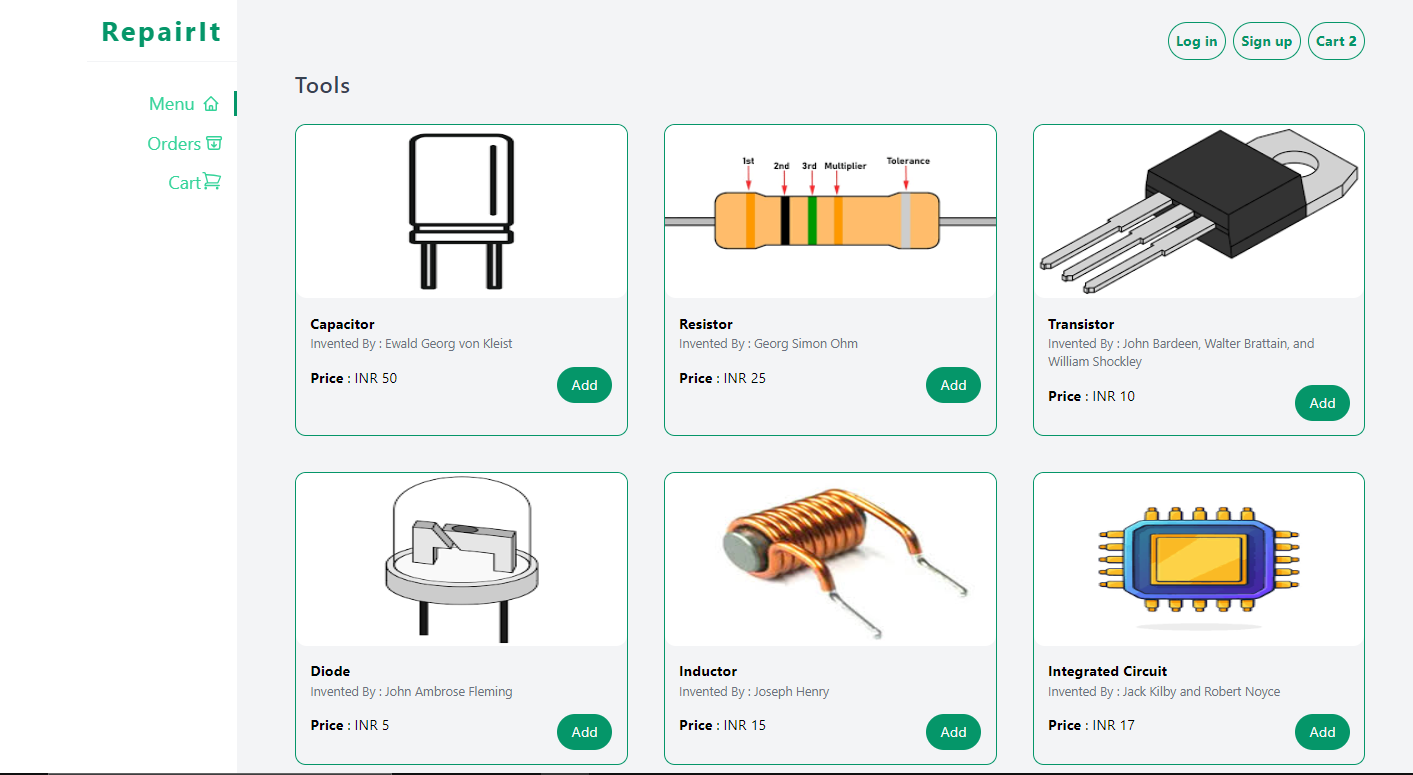 RepairIt
Menu
Orders
Cart
Log in
Sign up
Cart 2
Tools
1st
2nd
3rd
Multiplier
Tolerance
Capacitor
Invented By : Ewald Georg von Kleist
Price : INR 50
Add
Resistor
Invented By : Georg Simon Ohm
Price : INR 25
Add
Transistor
Invented By : John Bardeen, Walter Brattain, and
William Shockley
Price : INR 10
Add
Diode
Invented By : John Ambrose Fleming
Price : INR 5
Add
Inductor
Invented By : Joseph Henry
Price : INR 15
Add
Integrated Circuit
Invented By : Jack Kilby and Robert Noyce
Price : INR 17
Add